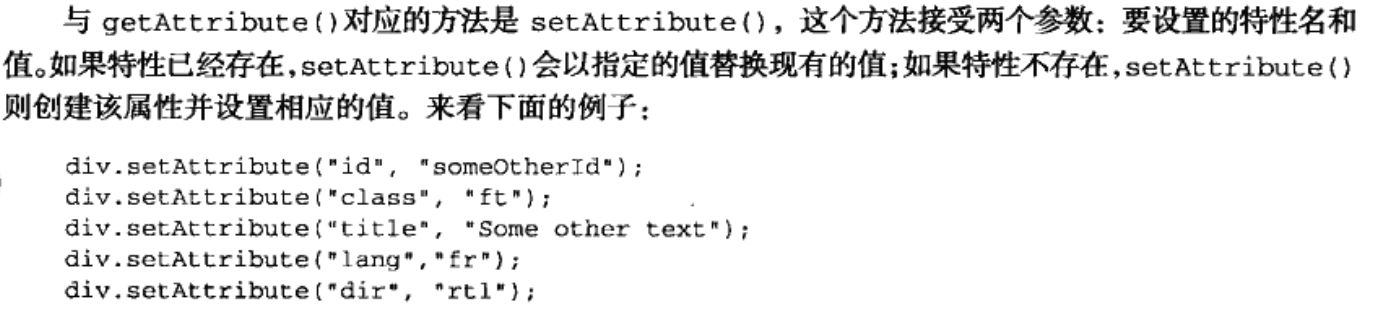 与 getAttribute()对应的方法是 setAttribute()，这个方法接受两个参数：要设置的特性名和
值。如果特性已经存在，setAttribute()会以指定的值替换现有的值；如果特性不存在，setAttribute()
则创建该属性并设置相应的值。来看下面的例子：
div.setAttribute("id", "someOtherId");
div.setAttribute("class", "ft");
div.setAttribute("title", "Some other text");
div.setAttribute("lang","fr");
div.setAttribute("dir", "rtl");